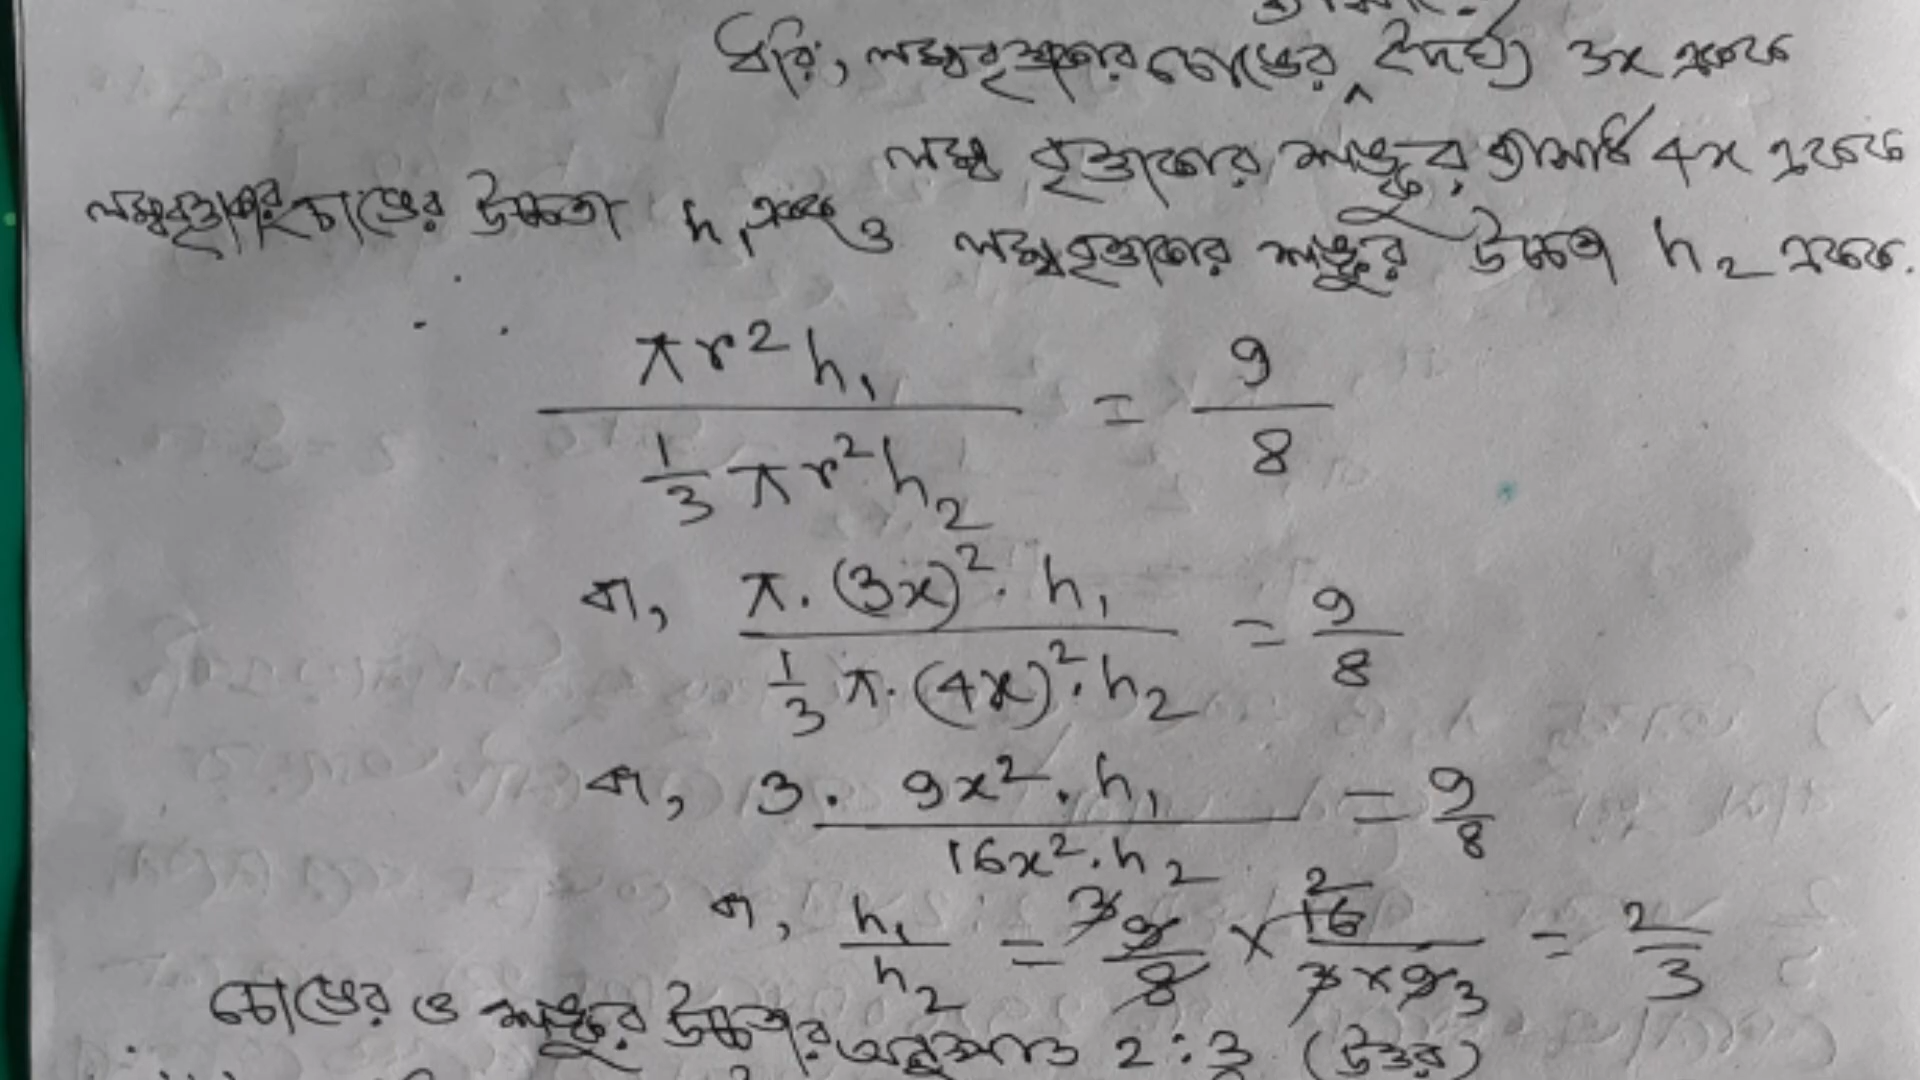 ধরি, লম্ববৃত্তাকার চোঙের দৈর্ঘ্য 3x একক
লম্ব বৃত্তাকার শঙ্কুর ব্যাসার্ধ 4x একক
লম্ববৃত্তাকার চোঙের উচ্চতা h₁ একক ও লম্ববৃত্তাকার শঙ্কুর উচ্চতা h₂ একক.
πr²h₁ / (1/3 πr²h₂) = 9/8
বা, π.(3x)².h₁ / (1/3 π.(4x)².h₂) = 9/8
বা, 3. 9x².h₁ / 16x².h₂ = 9/8
বা, h₁/h₂ = 9/8 × 16/(3×9) = 2/3
চোঙের ও শঙ্কুর উচ্চতার অনুপাত 2:3 (উত্তর)